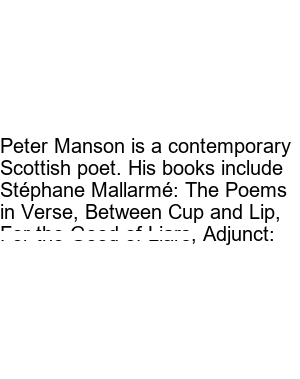 Peter Manson is a contemporary
Scottish poet. His books include
Stéphane Mallarmé: The Poems
in Verse, Between Cup and Lip,
, Adjunct: